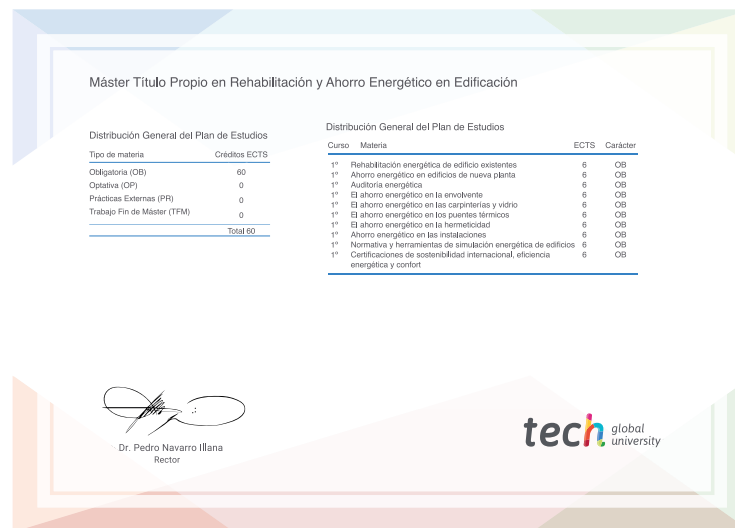 Máster Título Propio en Rehabilitación y Ahorro Energético en Edificación
Distribución General del Plan de Estudios
Tipo de materia Créditos ECTS
Obligatoria (OB) 60
Optativa (OP) 0
Prácticas Externas (PR) 0
Trabajo Fin de Máster (TFM) 0
Total 60
Distribución General del Plan de Estudios
Curso Materia ECTS Carácter
1º Rehabilitación energética de edificio existentes 6 OB
1º Ahorro energético en edificios de nueva planta 6 OB
1º Auditoria energética 6 OB
1º El ahorro energético en la envolvente 6 OB
1º El ahorro energético en las carpinterías y vidrio 6 OB
1º El ahorro energético en los puentes térmicos 6 OB
1º El ahorro energético en la hermeticidad 6 OB
1º Ahorro energético en las instalaciones 6 OB
1º Normativa y herramientas de simulación energética de edificios 6 OB
1º Certificaciones de sostenibilidad internacional, eficiencia 6 OB
energética y confort
Dr. Pedro Navarro Illana
Rector
tech global
university